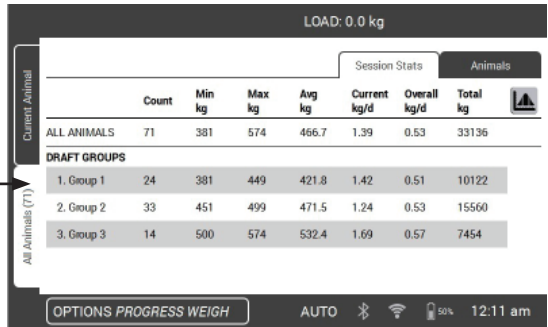 LOAD: 0.0 kg
Session Stats Animals
Current Animal
All Animals (71)
Count Min kg Max kg Avg kg Current kg/d Overall kg/d Total kg
ALL ANIMALS 71 381 574 466.7 1.39 0.53 33136
DRAFT GROUPS
1. Group 1 24 381 449 421.8 1.42 0.51 10122
2. Group 2 33 451 499 471.5 1.24 0.53 15560
3. Group 3 14 500 574 532.4 1.69 0.57 7454
OPTIONS PROGRESS WEIGH AUTO 50% 12:11 am